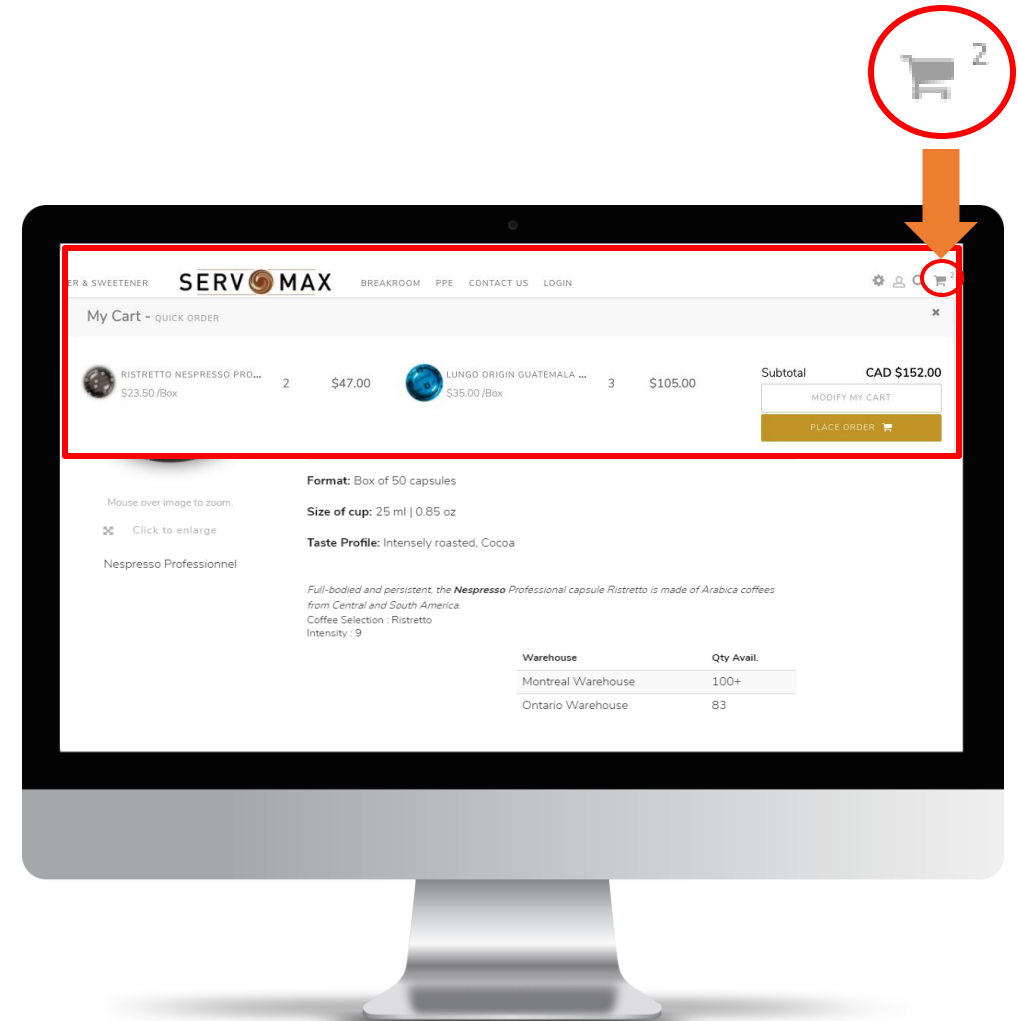 2
ER & SWEETENER SERV MAX BREAKROOM PPE CONTACT US LOGIN 2
My Cart - QUICK ORDER
RISTRETTO NESPRESSO PRO... 2 $47.00 LUNGO ORIGIN GUATEMALA ... 3 $105.00 Subtotal CAD $152.00
$23.50 /Box $35.00 /Box
MODIFY MY CART
PLACE ORDER
Format: Box of 50 capsules
Mouse over image to zoom.
Size of cup: 25 ml | 0.85 oz
Click to enlarge
Taste Profile: Intensely roasted, Cocoa
Nespresso Professionnel
Full-bodied and persistent, the Nespresso Professional capsule Ristretto is made of Arabica coffees
from Central and South America.
Coffee Selection : Ristretto
Intensity : 9
Warehouse Qty Avail.
Montreal Warehouse 100+
Ontario Warehouse 83